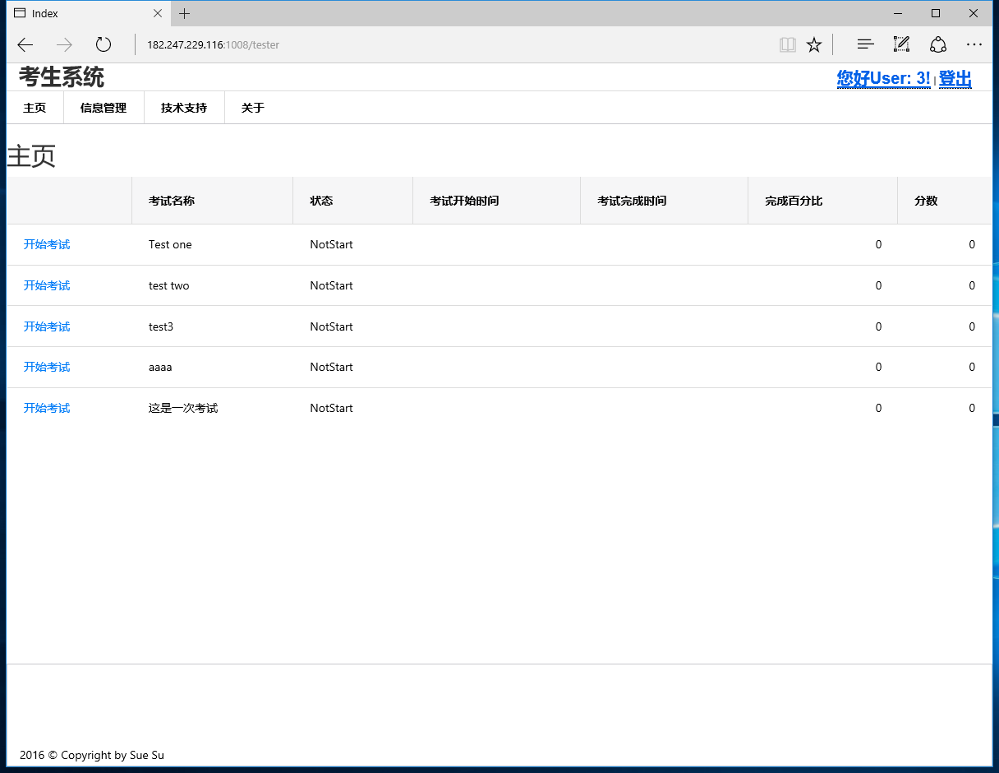 Index
182.247.229.116:1008/tester
考生系统
您好User: 3! | 登出
主页 信息管理 技术支持 关于
主页
考试名称 状态 考试开始时间 考试完成时间 完成百分比 分数
开始考试 Test one NotStart 0 0
开始考试 test two NotStart 0 0
开始考试 test3 NotStart 0 0
开始考试 aaaa NotStart 0 0
开始考试 这是一次考试 NotStart 0 0
2016 © Copyright by Sue Su